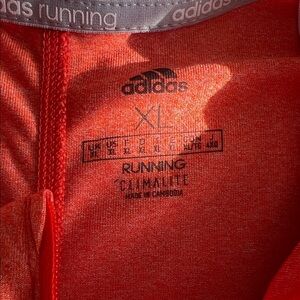 adidas running
adidas
adidas
XL
RUNNING
CLIMALITE
MADE IN CAMBODIA